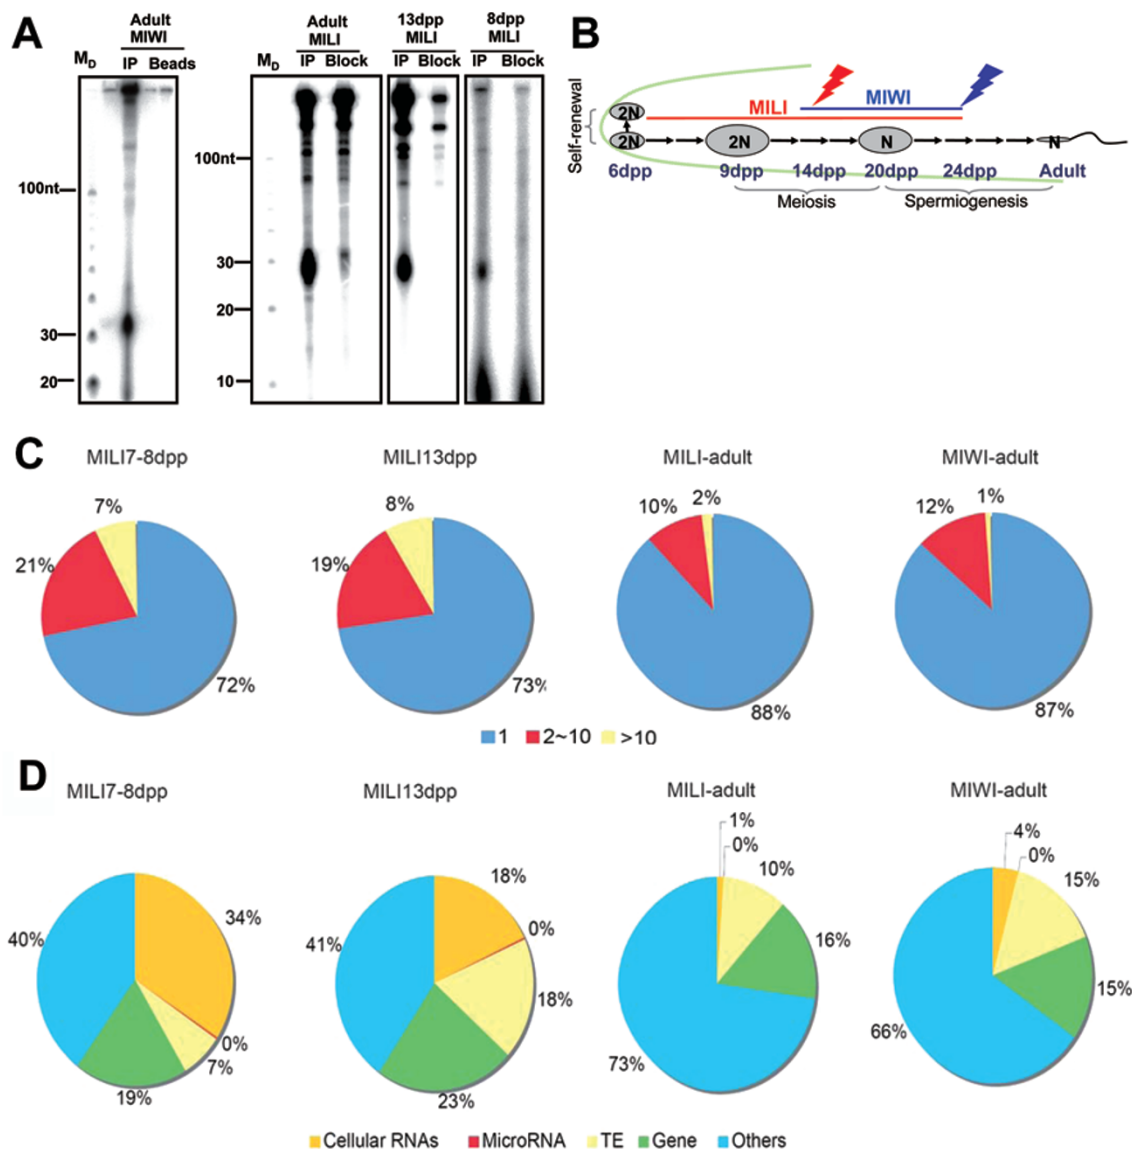 A
Adult
MIWI
MD IP Beads
100nt
30
20
Adult
MILI
13dpp
MILI
8dpp
MILI
MD IP Block IP Block IP Block
100nt
30
20
10
B
Self-renewal
MILI MIWI
2N
2N 2N N N
6dpp 9dpp 14dpp 20dpp 24dpp Adult
Meiosis Spermiogenesis
C
MILI7-8dpp MILI13dpp MILI-adult MIWI-adult
7% 8% 10% 2% 12% 1%
21% 19%
72% 73% 88% 87%
1 2~10 >10
D
MILI7-8dpp MILI13dpp MILI-adult MIWI-adult
34%
0%
7%
19%
40%
18%
0%
18%
23%
41%
1%
0%
10%
16%
73%
4%
0%
15%
15%
66%
Cellular RNAs MicroRNA TE Gene Others